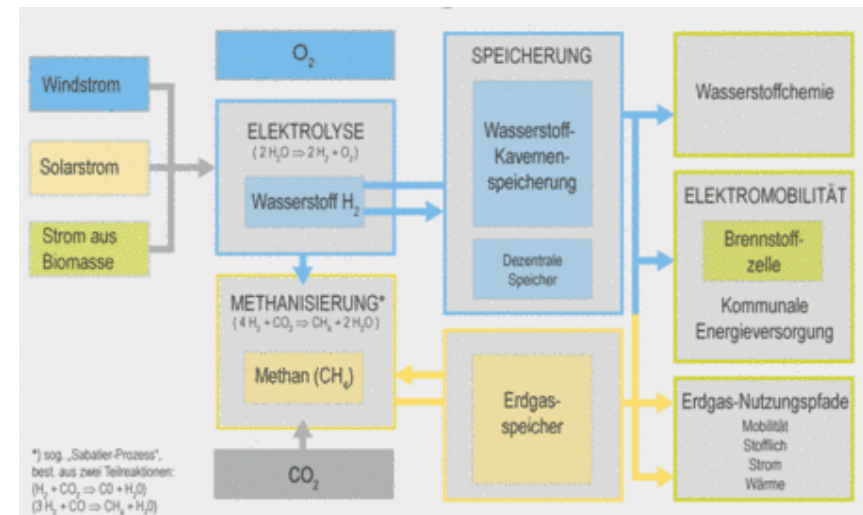 O₂
Windstrom
Solarstrom
Strom aus
Biomasse
ELEKTROLYSE
( 2 H₂O ⇒ 2 H₂ + O₂ )
Wasserstoff H₂
METHANISIERUNG*
( 4 H₂ + CO₂ ⇒ CH₄ + 2 H₂O )
Methan (CH₄)
CO₂
SPEICHERUNG
Wasserstoff-
Kavernen-
speicherung
Dezentrale
Speicher
Erdgas-
speicher
Wasserstoffchemie
ELEKTROMOBILITÄT
Brennstoff-
zelle
Kommunale
Energieversorgung
Erdgas-Nutzungspfade
Mobilität
Stofflich
Strom
Wärme
*) sog. „Sabatier-Prozess",
best. aus zwei Teilreaktionen:
(H₂ + CO₂ ⇒ C0 + H₂0)
(3 H₂ + CO ⇒ CH₄ + H₂0)